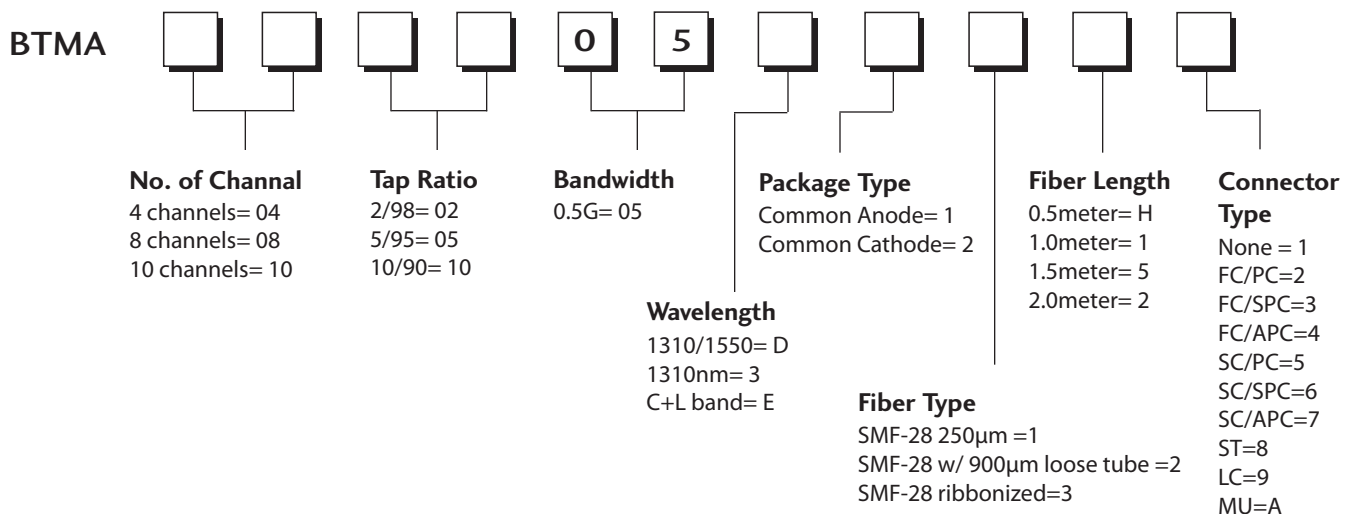 BTMA 0 5
No. of Channal
4 channels= 04
8 channels= 08
10 channels= 10
Tap Ratio
2/98= 02
5/95= 05
10/90= 10
Bandwidth
0.5G= 05
Wavelength
1310/1550= D
1310nm= 3
C+L band= E
Package Type
Common Anode= 1
Common Cathode= 2
Fiber Type
SMF-28 250μm =1
SMF-28 w/ 900μm loose tube =2
SMF-28 ribbonized=3
Fiber Length
0.5meter= H
1.0meter= 1
1.5meter= 5
2.0meter= 2
Connector
Type
None = 1
FC/PC=2
FC/SPC=3
FC/APC=4
SC/PC=5
SC/SPC=6
SC/APC=7
ST=8
LC=9
MU=A